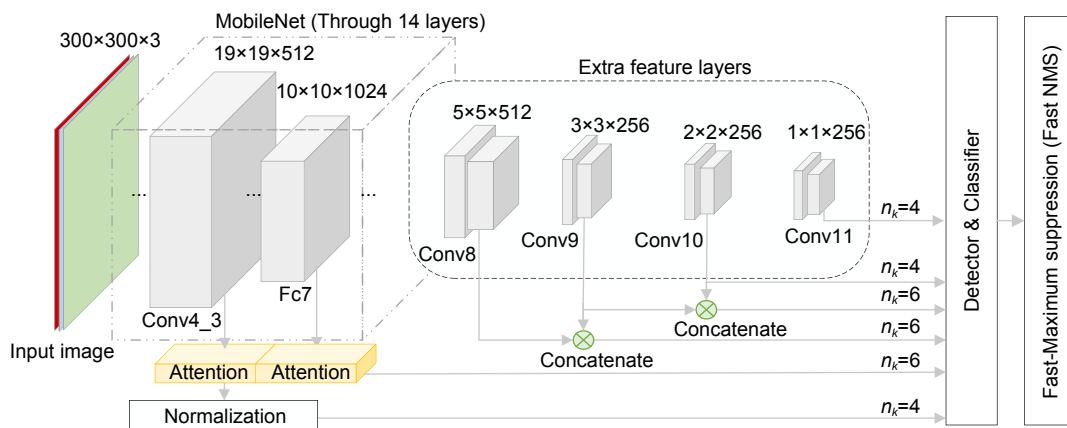 MobileNet (Through 14 layers)
300×300×3
19×19×512
10×10×1024
Extra feature layers
5×5×512
3×3×256
2×2×256
1×1×256
...
...
...
nk=4
Conv8
Conv9
Conv10
Conv11
nk=4
Fc7
nk=6
Conv4_3
Concatenate
nk=6
Input image
Concatenate
Attention
Attention
nk=6
Normalization
nk=4
Detector & Classifier
Fast-Maximum suppression (Fast NMS)